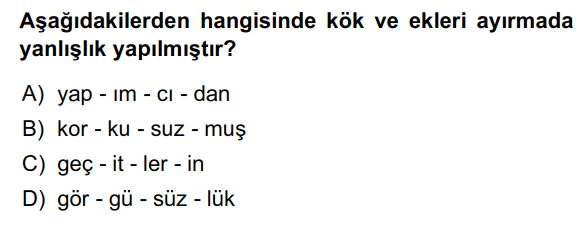 Aşağıdakilerden hangisinde kök ve ekleri ayırmada
yanlışlık yapılmıştır?
A) yap - ım - cı - dan
B) kor - ku - suz - muş
C) geç - it - ler - in
D) gör - gü - süz - lük